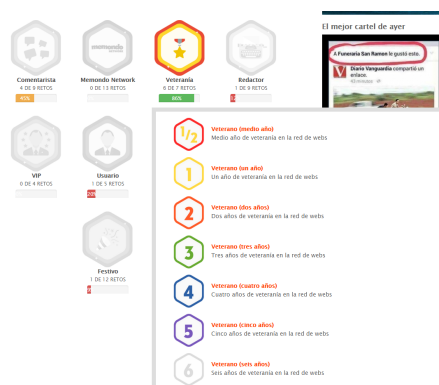 El mejor cartel de ayer
A Funeraria San Ramon le gustó esto.
Diario Vanguardia compartió un
enlace.
memondo
Comentarista
4 DE 9 RETOS
45%
Memondo Network
0 DE 13 RETOS
Veteranía
6 DE 7 RETOS
86%
Redactor
1 DE 9 RETOS
VIP
0 DE 4 RETOS
Usuario
1 DE 5 RETOS
20%
Festivo
1 DE 12 RETOS
1/2
Veterano (medio año)
Medio año de veteranía en la red de webs
1
Veterano (un año)
Un año de veteranía en la red de webs
2
Veterano (dos años)
Dos años de veteranía en la red de webs
3
Veterano (tres años)
Tres años de veteranía en la red de webs
4
Veterano (cuatro años)
Cuatro años de veteranía en la red de webs
5
Veterano (cinco años)
Cinco años de veteranía en la red de webs
6
Veterano (seis años)
Seis años de veteranía en la red de webs